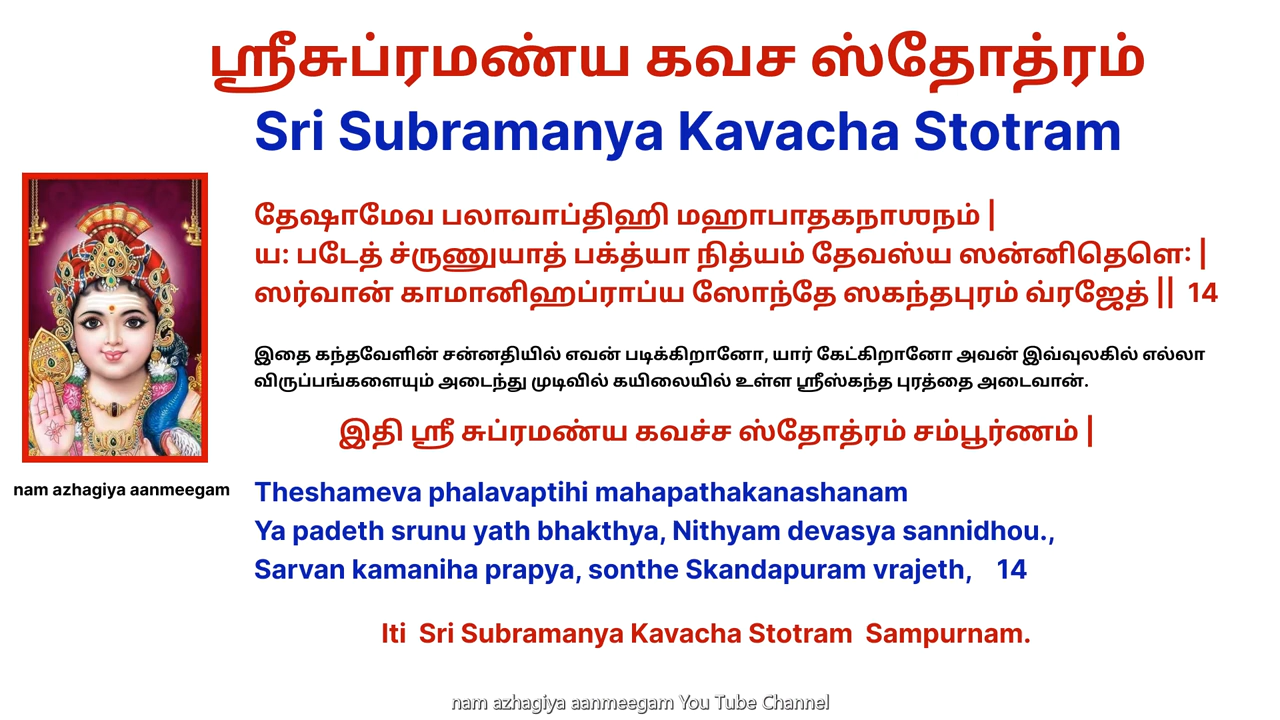 ஸ்ரீசுப்ரமண்ய கவச ஸ்தோத்ரம்
Sri Subramanya Kavacha Stotram
தேஷாமேவ பலாவாப்திஹி மஹாபாதகநாஶநம் |
ய: படேத் ச்ருணுயாத் பக்த்யா நித்யம் தேவஸ்ய ஸன்னிதெளெ: |
ஸர்வான் காமானிஹப்ராப்ய ஸோந்தே ஸகந்தபுரம் வ்ரஜேத் || 14
இதை கந்தவேளின் சன்னதியில் எவன் படிக்கிறானோ, யார் கேட்கிறானோ அவன் இவ்வுலகில் எல்லா
விருப்பங்களையும் அடைந்து முடிவில் கயிலையில் உள்ள ஸ்ரீஸ்கந்த புரத்தை அடைவான்.
இதி ஸ்ரீ சுப்ரமண்ய கவச்ச ஸ்தோத்ரம் சம்பூர்ணம் |
nam azhagiya aanmeegam
Theshameva phalavaptihi mahapathakanashanam
Ya padeth srunu yath bhakthya, Nithyam devasya sannidhou.,
Sarvan kamaniha prapya, sonthe Skandapuram vrajeth, 14
Iti Sri Subramanya Kavacha Stotram Sampurnam.
nam azhagiya aanmeegam You Tube Channel